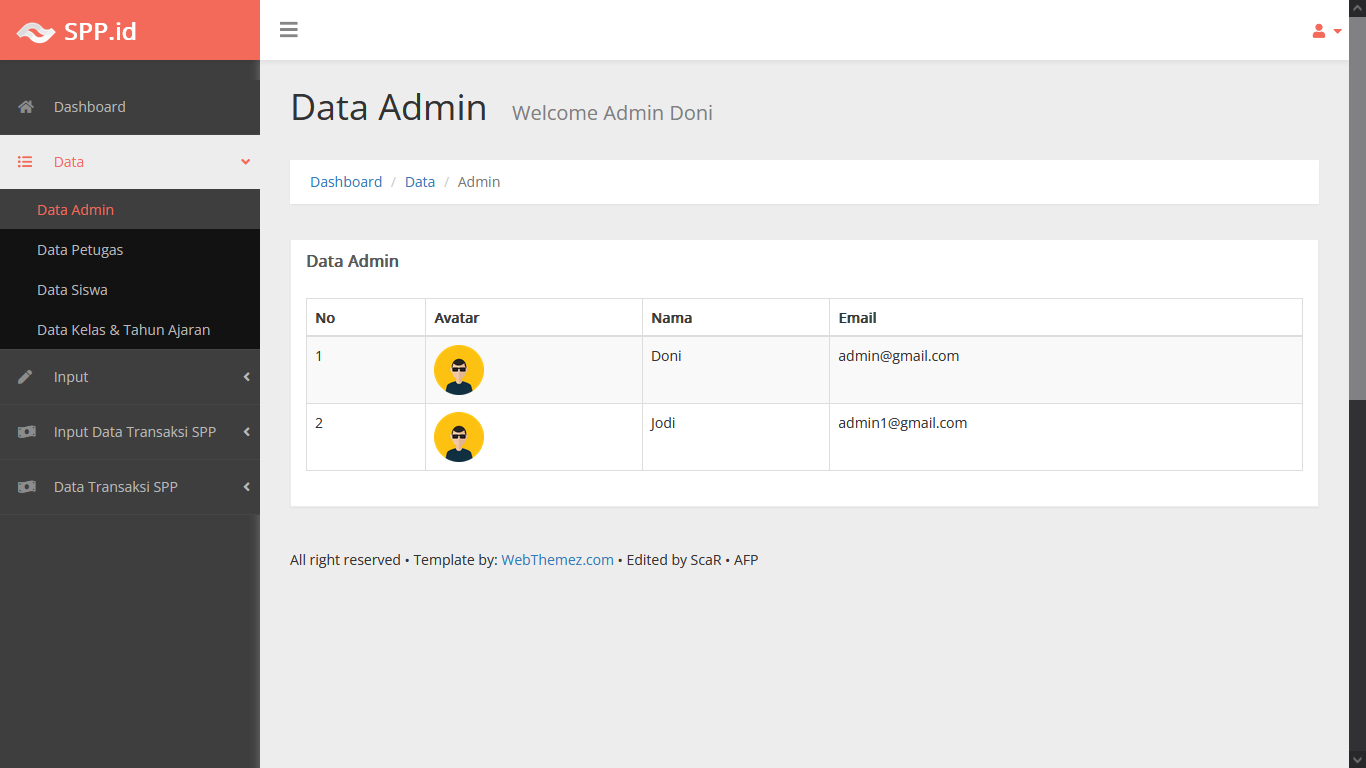 SPP.id
Dashboard
Data
Data Admin
Data Petugas
Data Siswa
Data Kelas & Tahun Ajaran
Input
Input Data Transaksi SPP
Data Transaksi SPP
Data Admin Welcome Admin Doni
Dashboard / Data / Admin
Data Admin
No Avatar Nama Email
1 Doni admin@gmail.com
2 Jodi admin1@gmail.com
All right reserved • Template by: WebThemez.com • Edited by ScaR • AFP